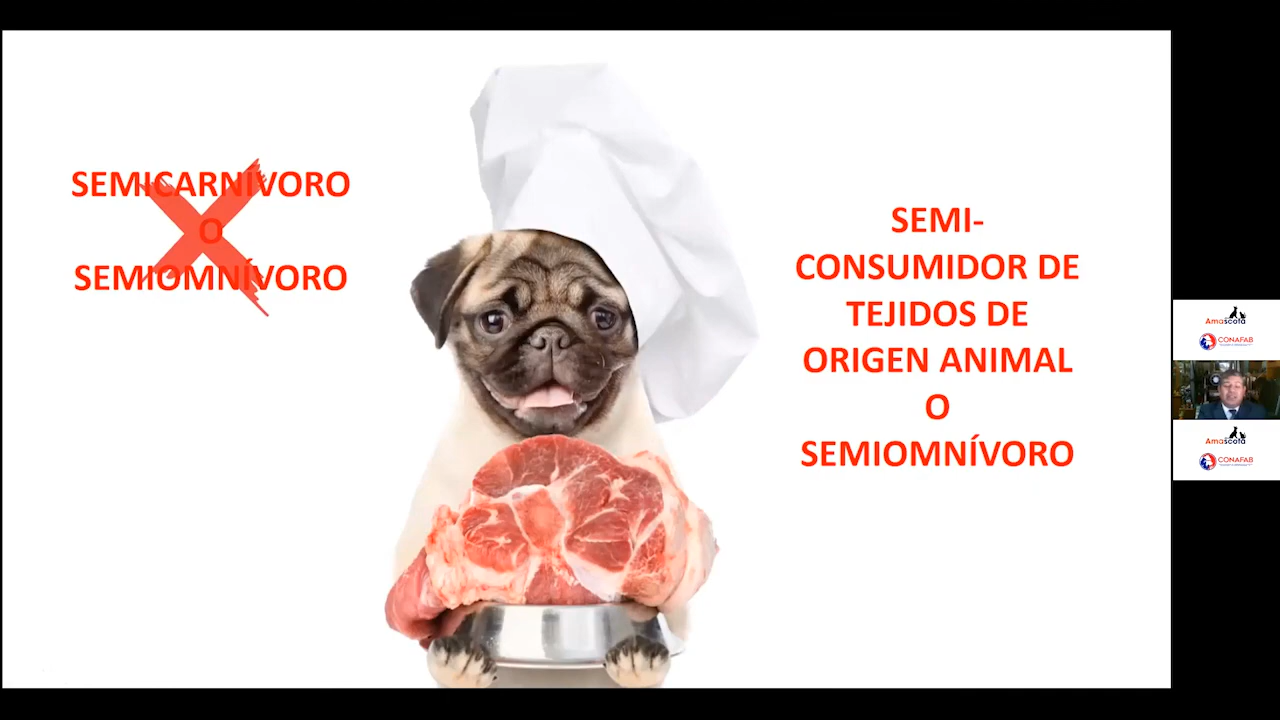 SEMICARNÍVORO
O
SEMIOMNÍVORO
SEMI-
CONSUMIDOR DE
TEJIDOS DE
ORIGEN ANIMAL
O
SEMIOMNÍVORO
Amascota
CONAFAB
Amascota
CONAFAB